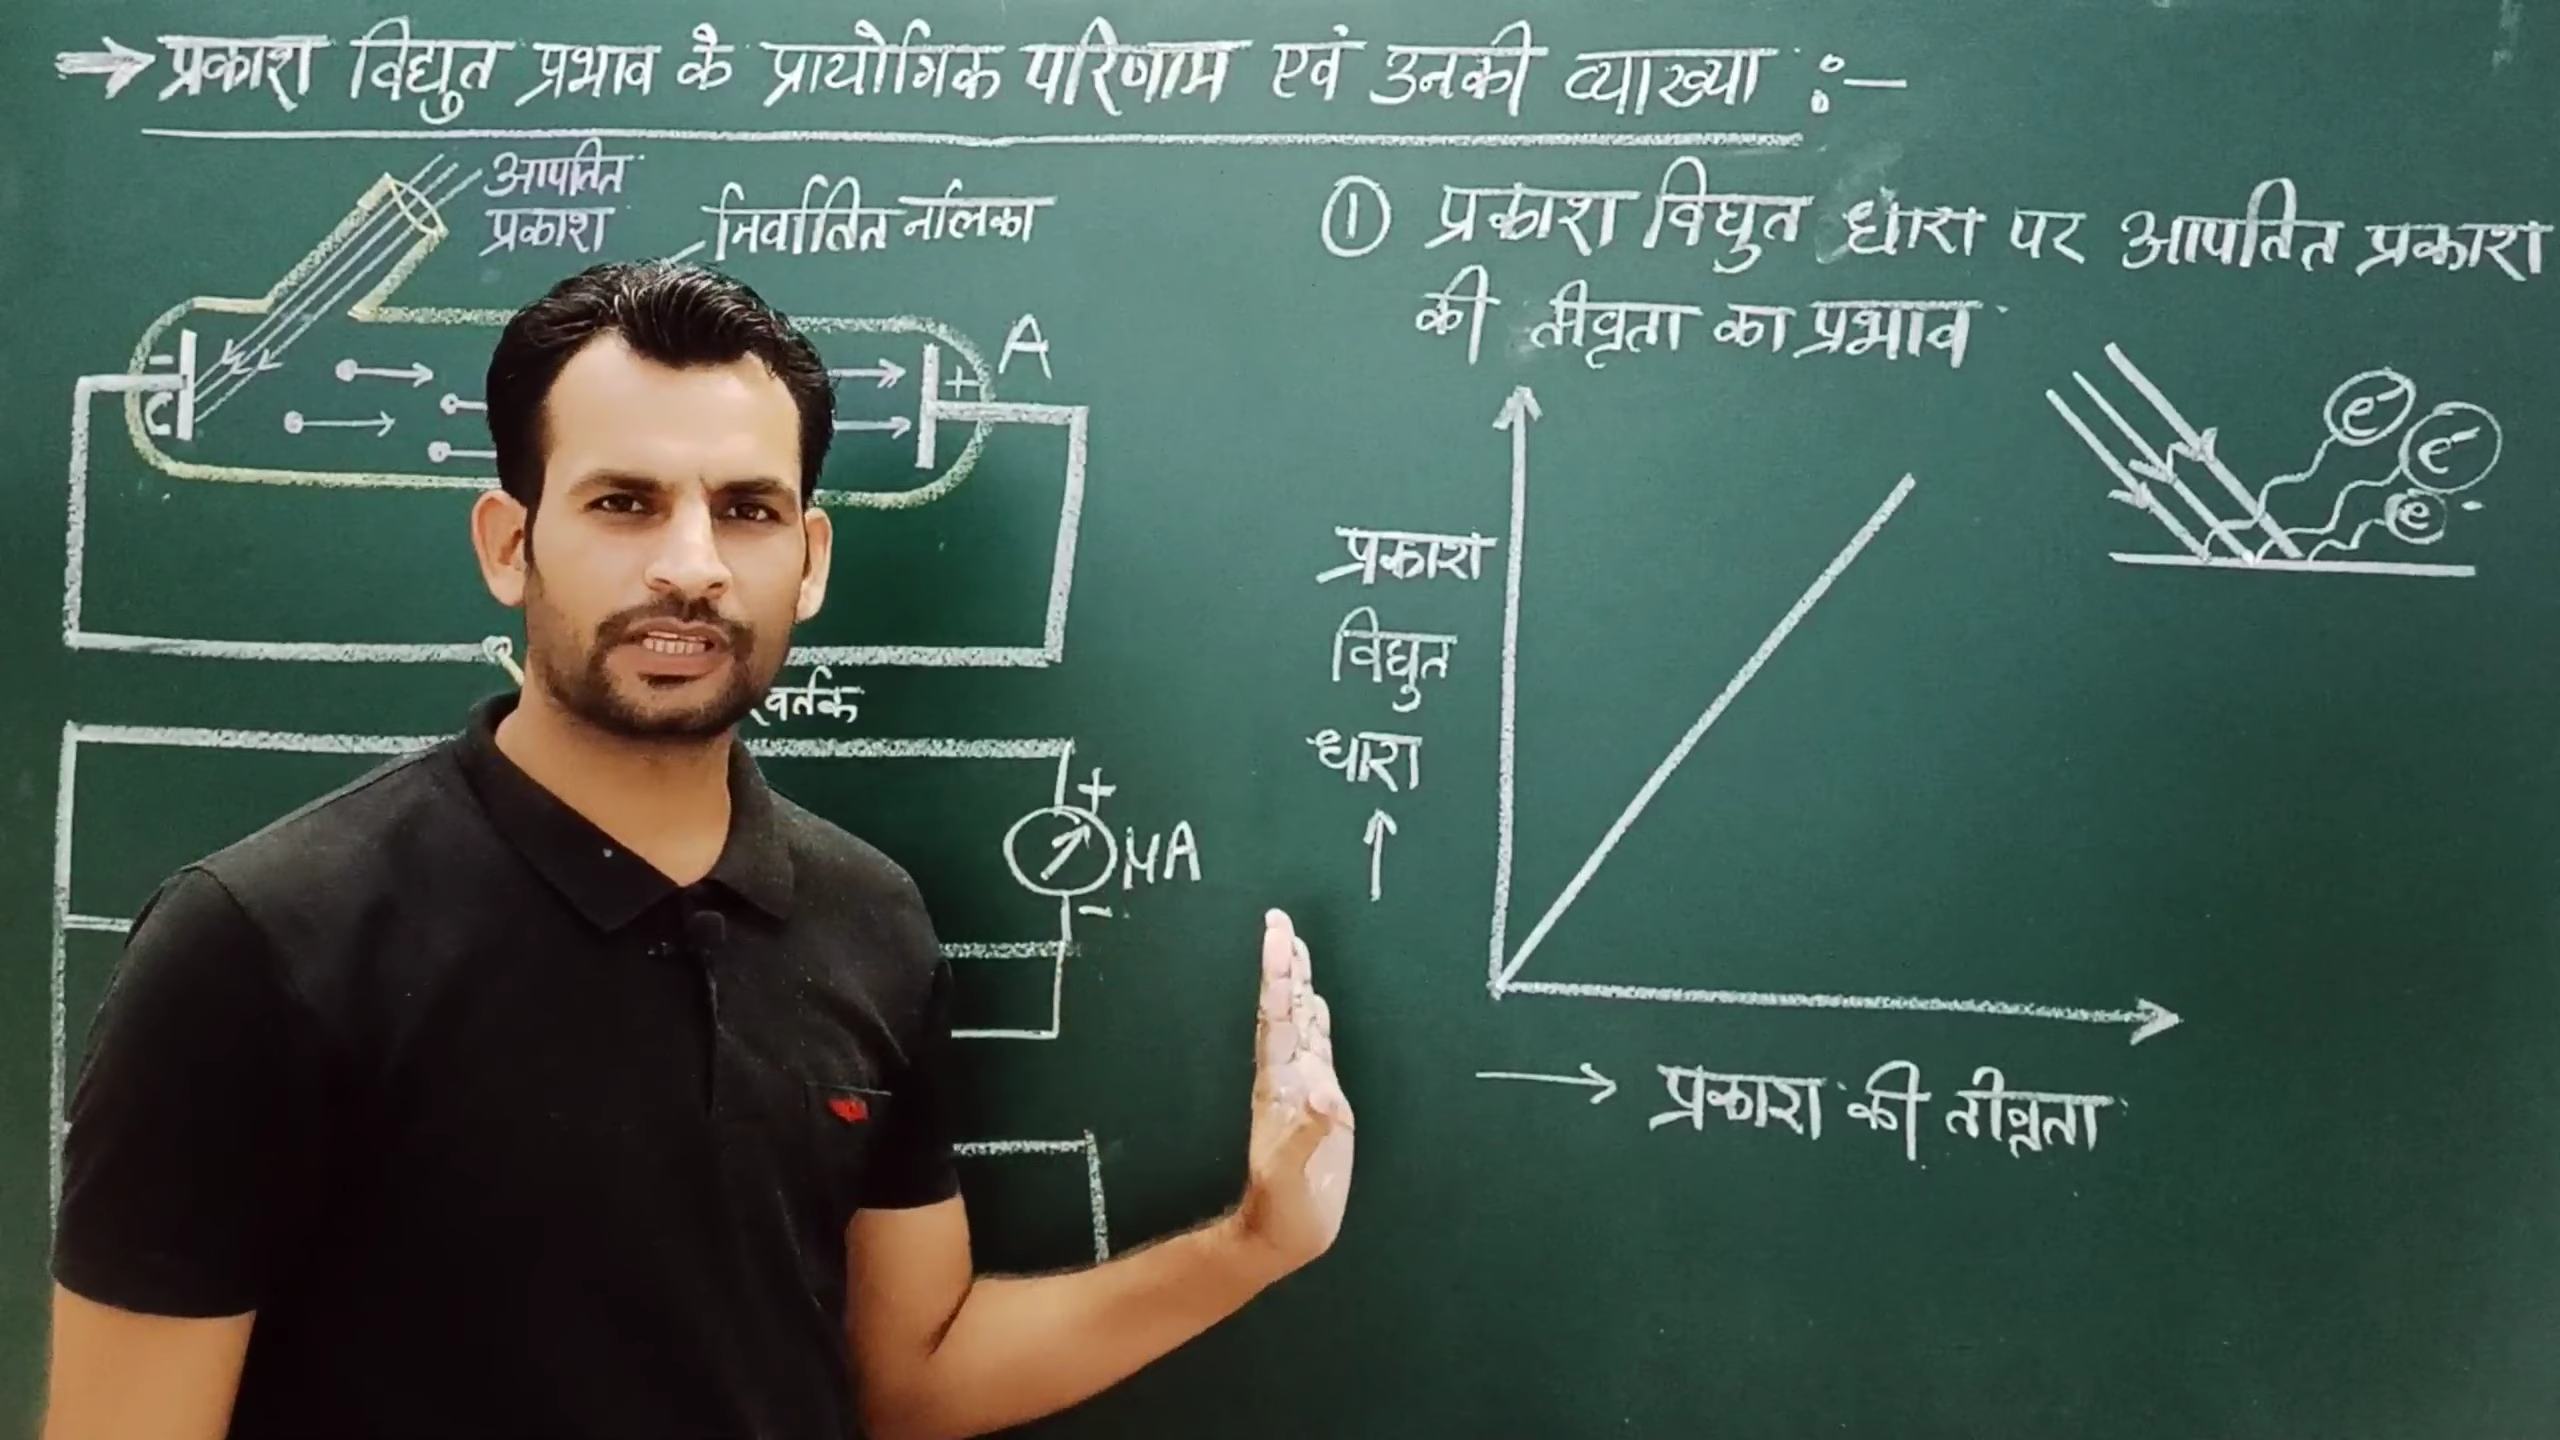 → प्रकाश विद्युत प्रभाव के प्रायोगिक परिणाम एवं उनकी व्याख्या :-
आपतित
प्रकाश
निर्वातित नलिका
- C
+ A
+
μA
-
① प्रकाश विद्युत धारा पर आपतित प्रकाश
की तीव्रता का प्रभाव
e-
e-
e-
प्रकाश
विद्युत
धारा
↑
→ प्रकाश की तीव्रता